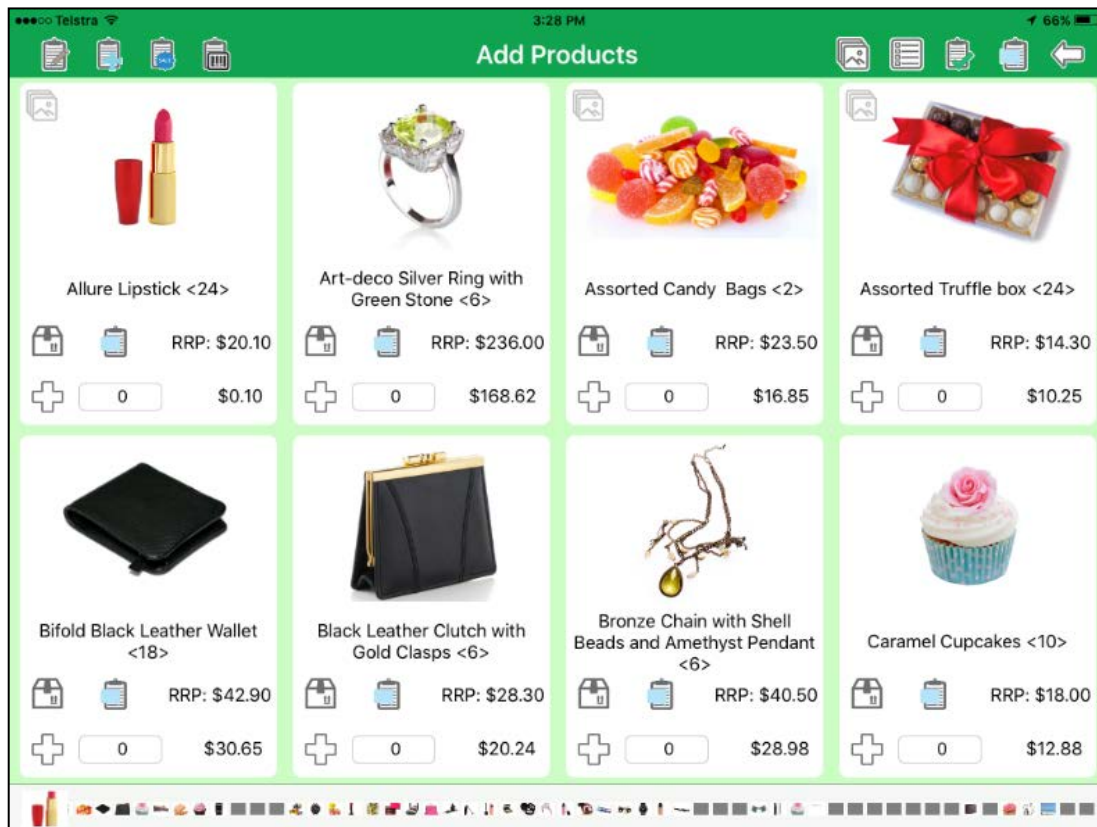 Telstra 3:28 PM 66%
Add Products
Allure Lipstick <24>
Art-deco Silver Ring with
Green Stone <6>
Assorted Candy Bags <2>
Assorted Truffle box <24>
RRP: $20.10
RRP: $236.00
RRP: $23.50
RRP: $14.30
0 $0.10
0 $168.62
0 $16.85
0 $10.25
Bifold Black Leather Wallet
<18>
Black Leather Clutch with
Gold Clasps <6>
Bronze Chain with Shell
Beads and Amethyst Pendant
<6>
Caramel Cupcakes <10>
RRP: $42.90
RRP: $28.30
RRP: $40.50
RRP: $18.00
0 $30.65
0 $20.24
0 $28.98
0 $12.88